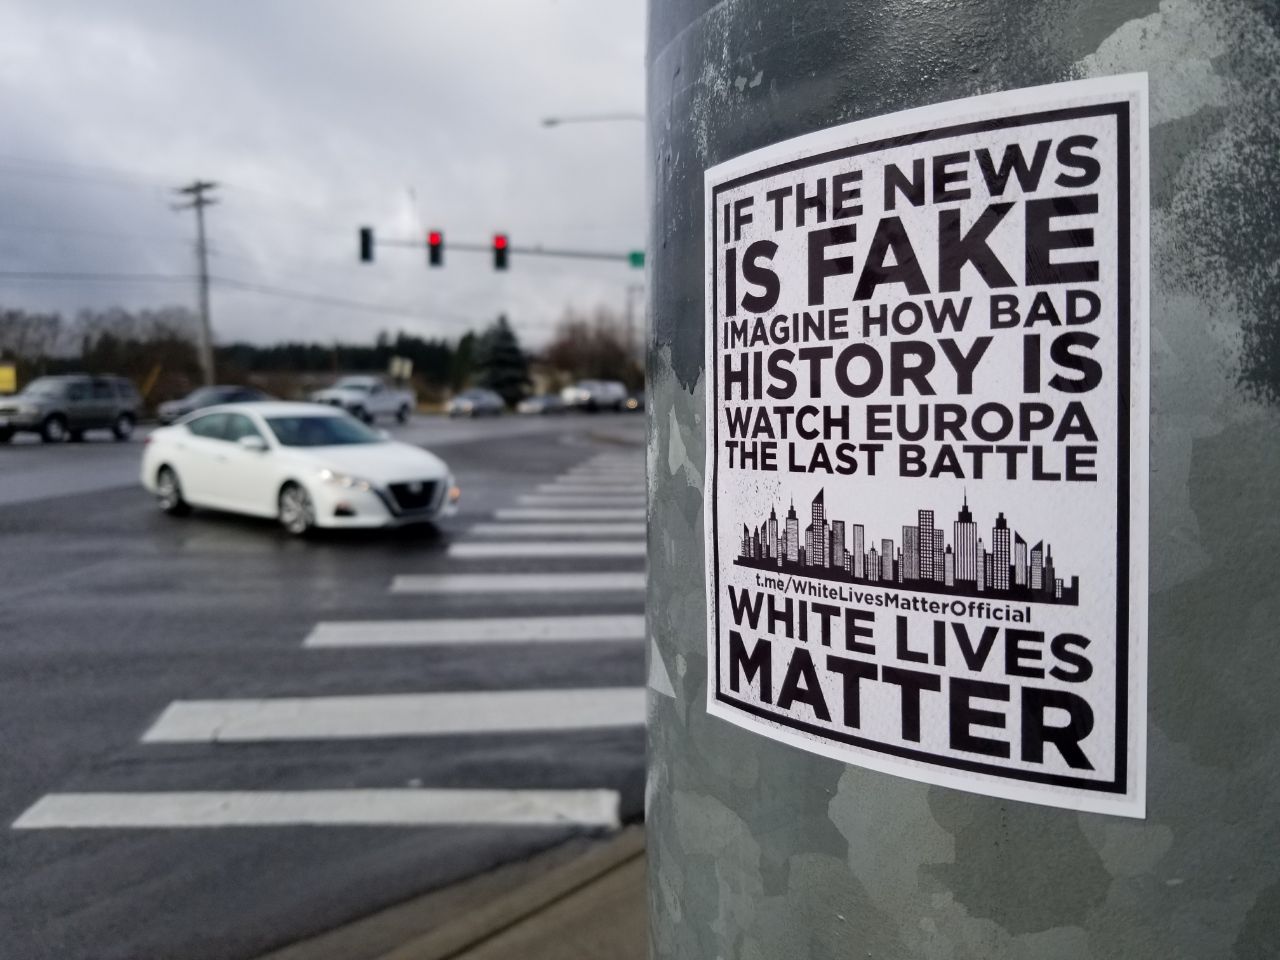 IF THE NEWS
IS FAKE
IMAGINE HOW BAD
HISTORY IS
WATCH EUROPA
THE LAST BATTLE
t.me/WhiteLivesMatterOfficial
WHITE LIVES
MATTER